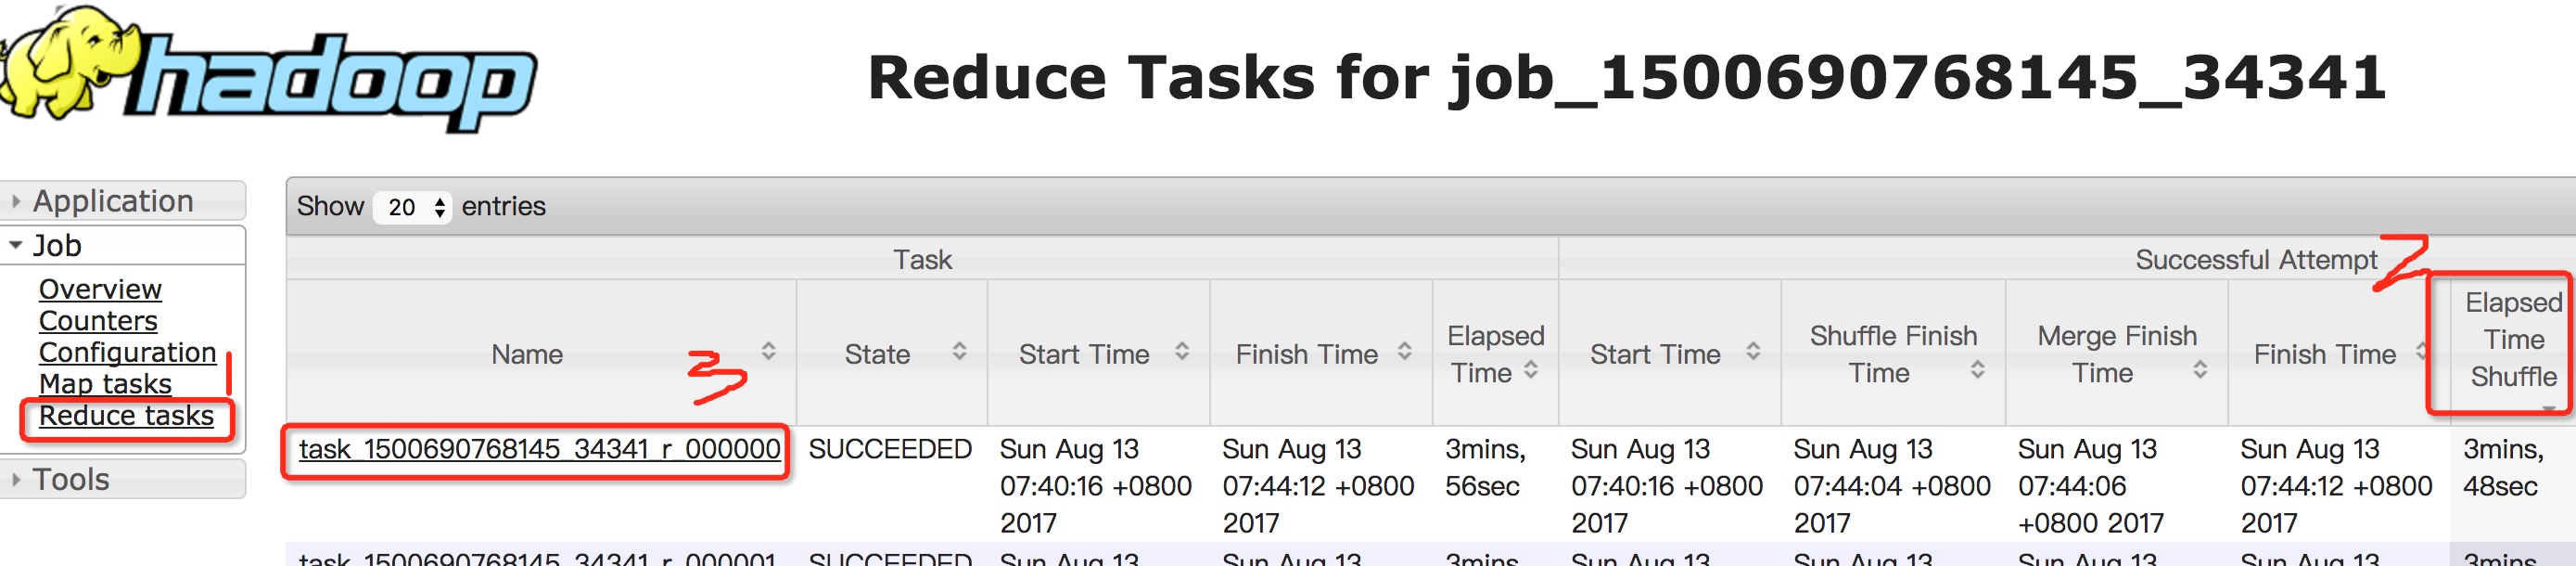 hadoop
Reduce Tasks for job_1500690768145_34341
Application
Job
Overview
Counters
Configuration
Map tasks
1
Reduce tasks
Tools
Show 20 entries
Task
Successful Attempt
2
Name
3
State
Start Time
Finish Time
Elapsed
Time
Start Time
Shuffle Finish
Time
Merge Finish
Time
Finish Time
Elapsed
Time
Shuffle
task_1500690768145_34341_r_000000
SUCCEEDED
Sun Aug 13
07:40:16 +0800
2017
Sun Aug 13
07:44:12 +0800
2017
3mins,
56sec
Sun Aug 13
07:40:16 +0800
2017
Sun Aug 13
07:44:04 +0800
2017
Sun Aug 13
07:44:06
+0800 2017
Sun Aug 13
07:44:12 +0800
2017
3mins,
48sec
task_1500690768145_34341_r_000001
SUCCEEDED
Sun Aug 13
Sun Aug 13
3mins
Sun Aug 13
Sun Aug 13
Sun Aug 13
Sun Aug 13
3mins